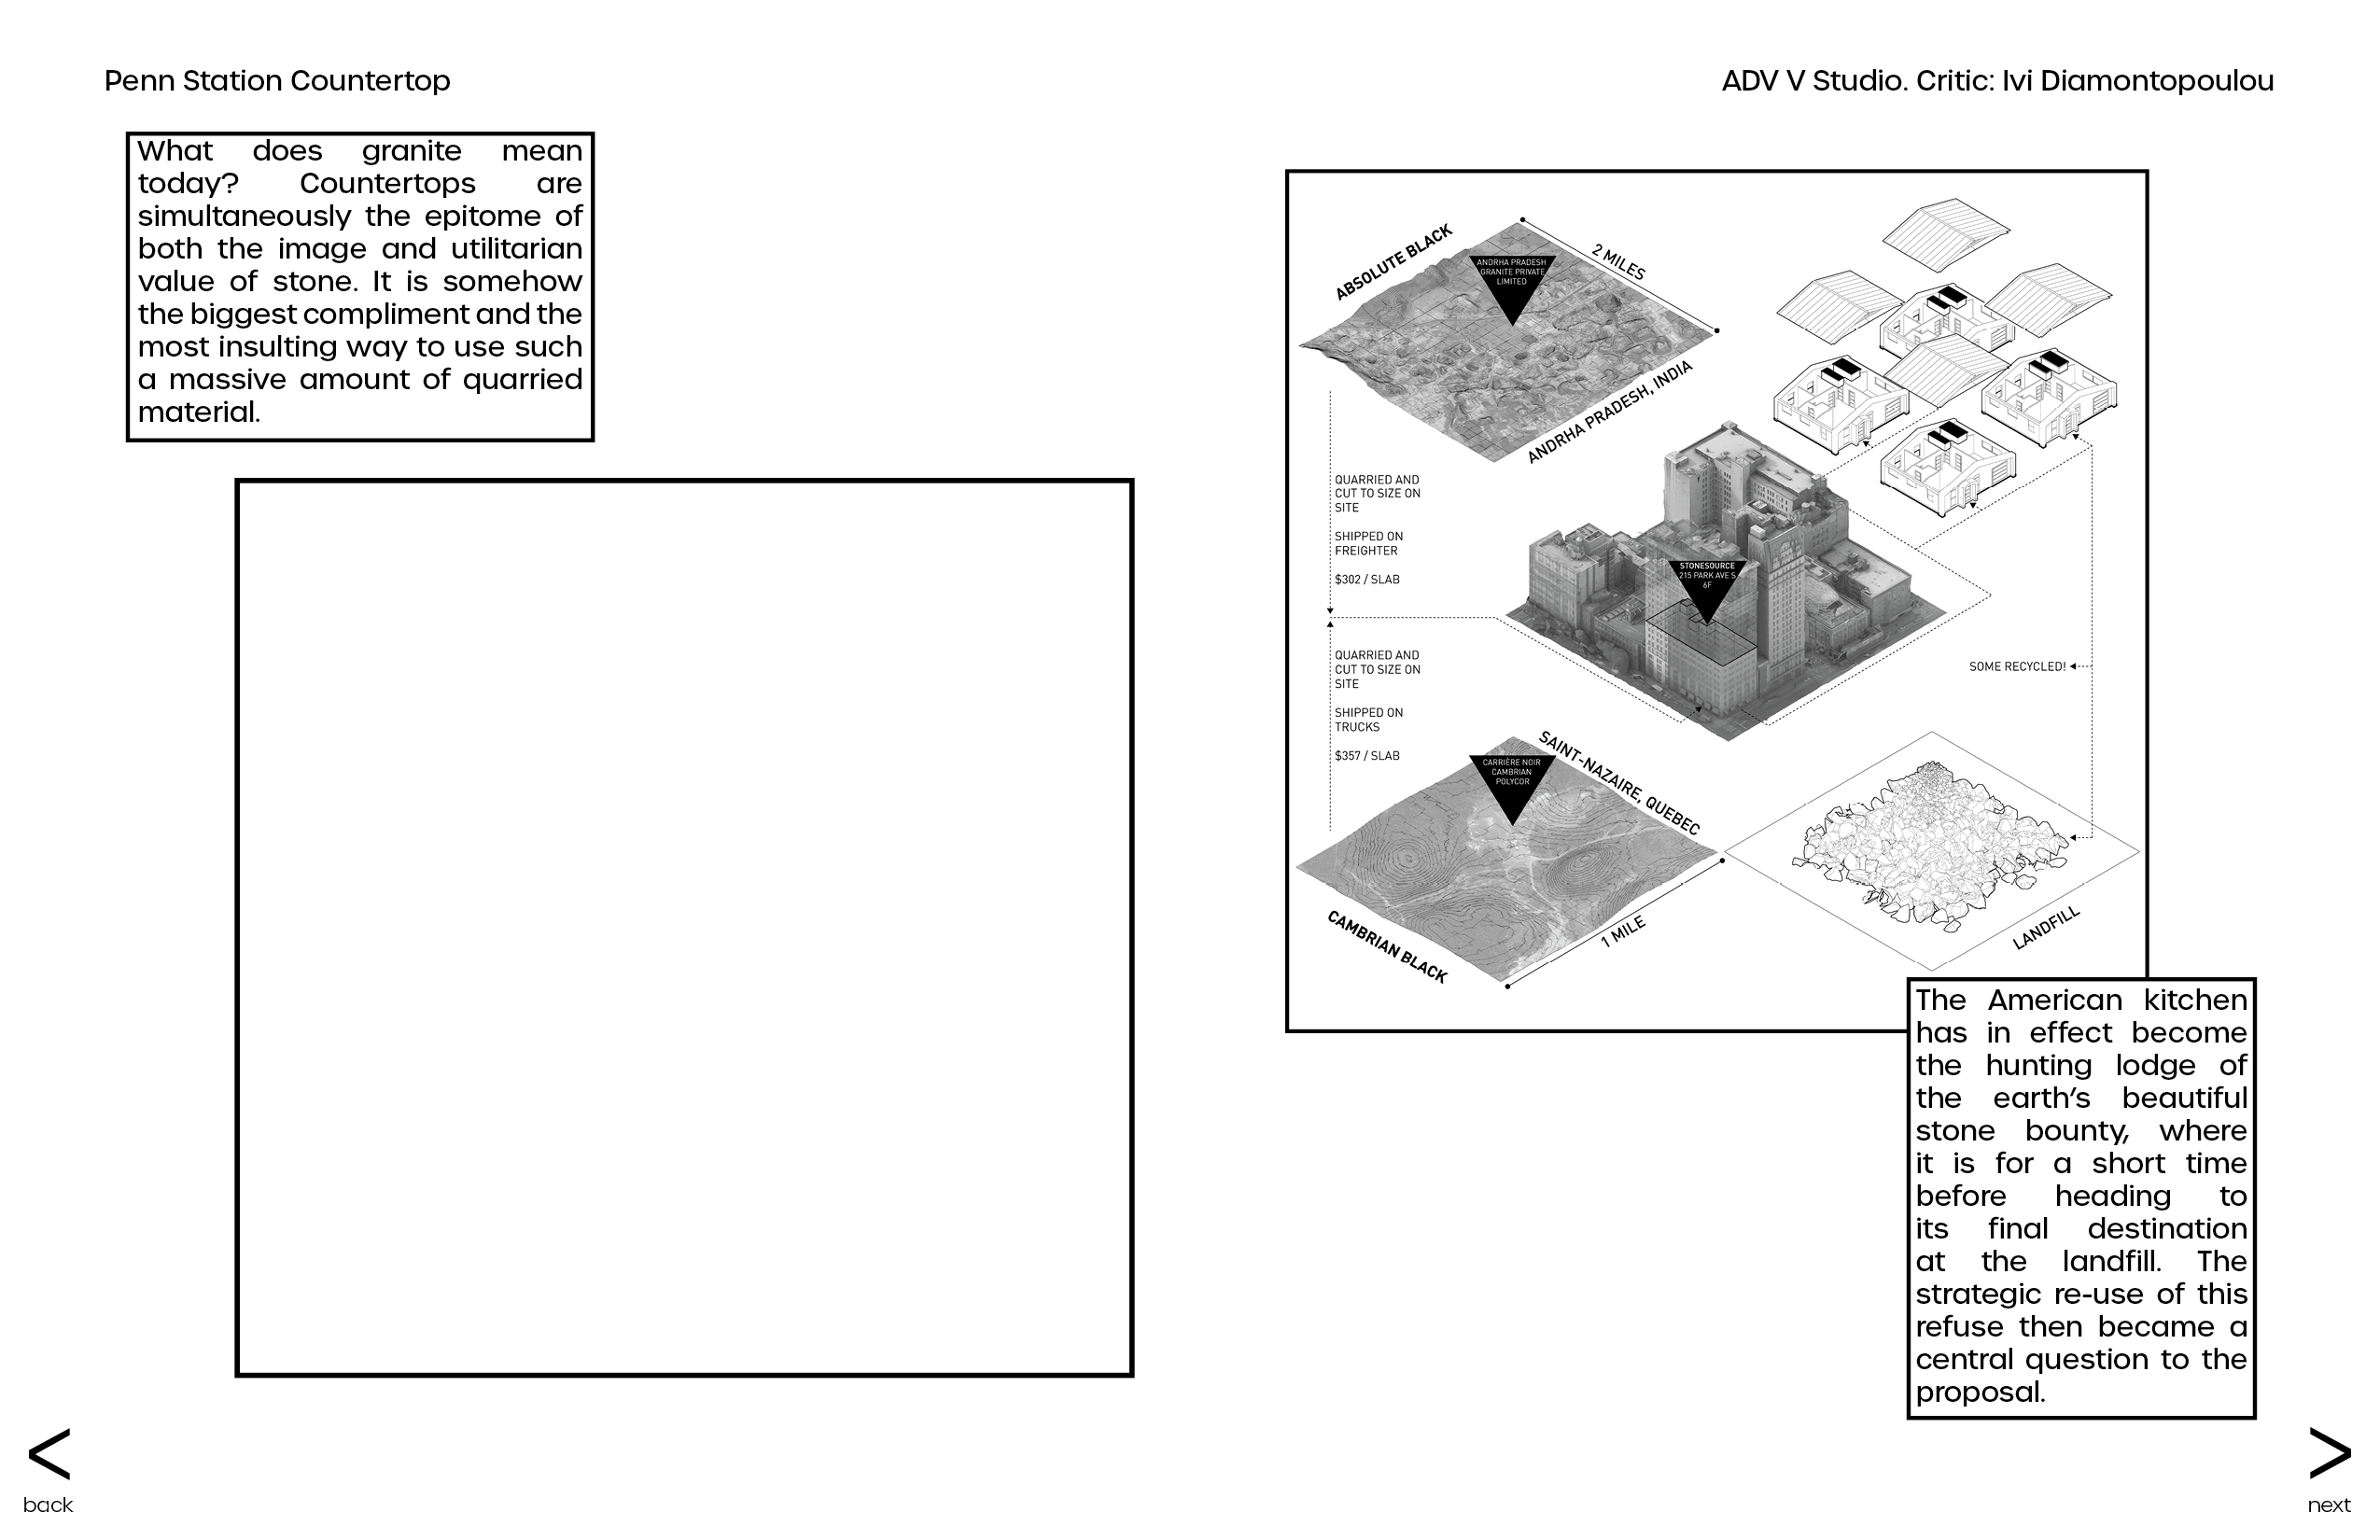 Penn Station Countertop
ADV V Studio. Critic: Ivi Diamontopoulou
What does granite mean
today? Countertops are
simultaneously the epitome of
both the image and utilitarian
value of stone. It is somehow
the biggest compliment and the
most insulting way to use such
a massive amount of quarried
material.
ABSOLUTE BLACK
2 MILES
ANDRHA PRADESH
GRANITE PRIVATE
LIMITED
ANDRHA PRADESH, INDIA
QUARRIED AND
CUT TO SIZE ON
SITE
SHIPPED ON
FREIGHTER
$302 / SLAB
STONESOURCE
215 PARK AVE S
6F
QUARRIED AND
CUT TO SIZE ON
SITE
SHIPPED ON
TRUCKS
$357 / SLAB
SOME RECYCLED!
SAINT-NAZAIRE, QUEBEC
CARRIÈRE NOIR
CAMBRIAN
POLYCOR
CAMBRIAN BLACK
1 MILE
LANDFILL
The American kitchen
has in effect become
the hunting lodge of
the earth’s beautiful
stone bounty, where
it is for a short time
before heading to
its final destination
at the landfill. The
strategic re-use of this
refuse then became a
central question to the
proposal.
<
back
>
next